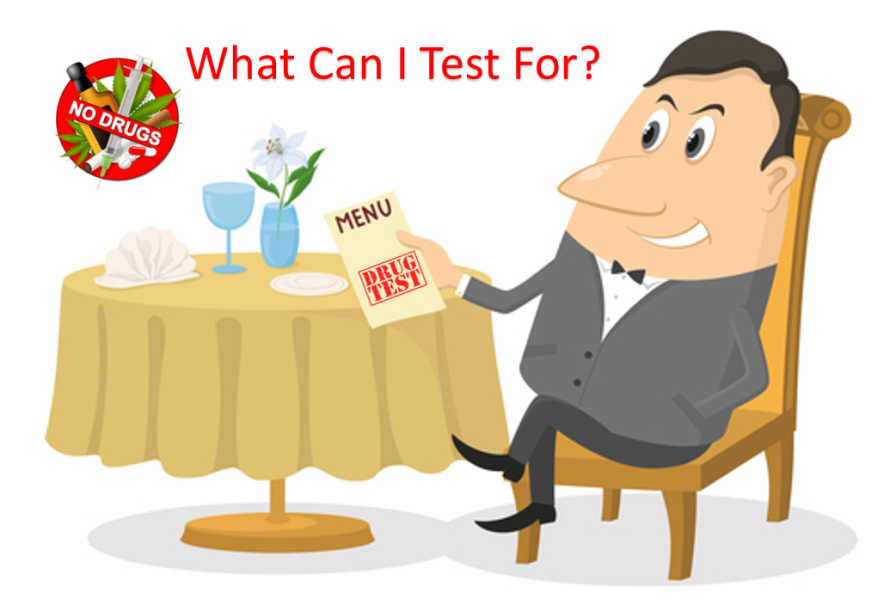 What Can I Test For?
NO DRUGS
MENU
DRUG
TEST